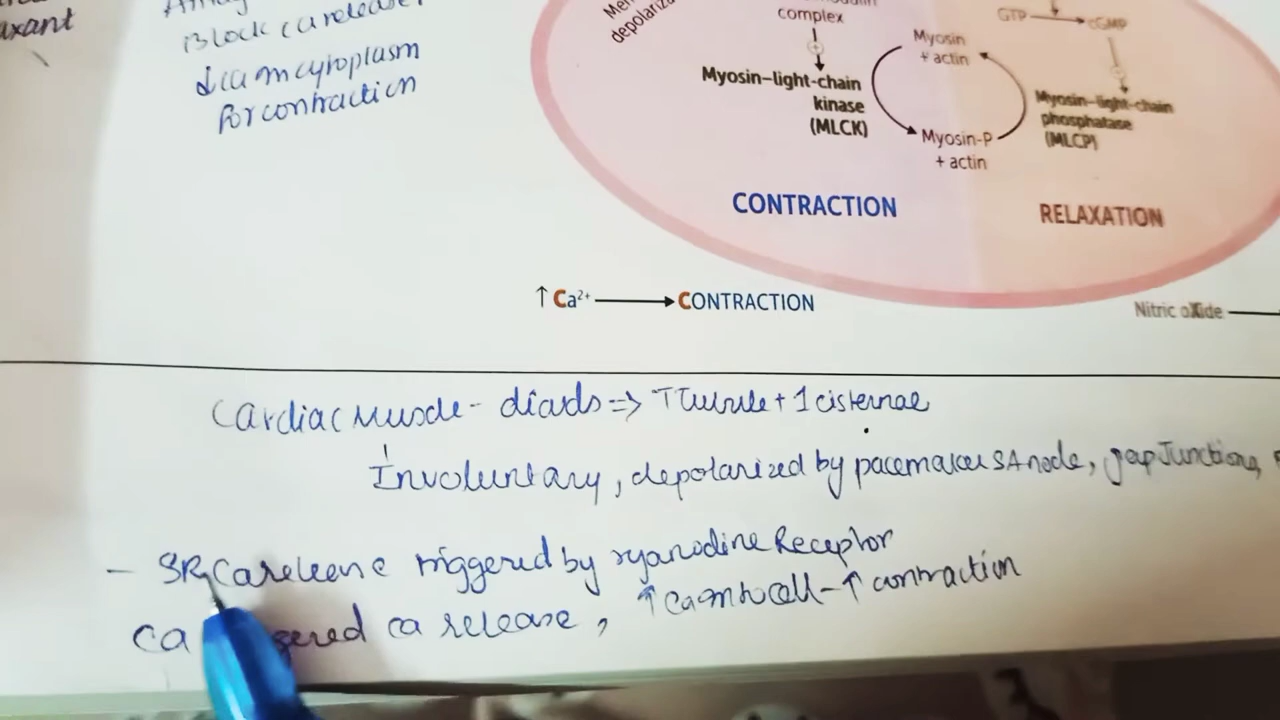 axant
Block ca release
↓ca in cytoplasm
for contraction
depolariza
complex
Myosin–light–chain
kinase
(MLCK)
Myosin
+ actin
Myosin-P
+ actin
GTP → cGMP
Myosin–light–chain
phosphatase
(MLCP)
CONTRACTION
RELAXATION
↑ Ca²⁺ → CONTRACTION
Nitric oXide
Cardiac Muscle - diads => T Tubule + 1 cisternae
Involuntary, depolarized by pacemaker SA node, gap Junctions,
- SR Ca release triggered by ryanodine Receptor
Ca ca release, ↑ Ca into cell - ↑ contraction